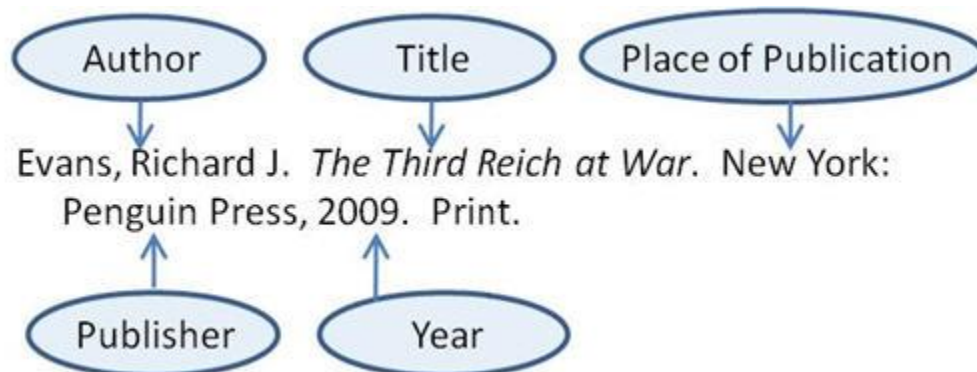 Author Title Place of Publication
Evans, Richard J. The Third Reich at War. New York:
Penguin Press, 2009. Print.
Publisher Year